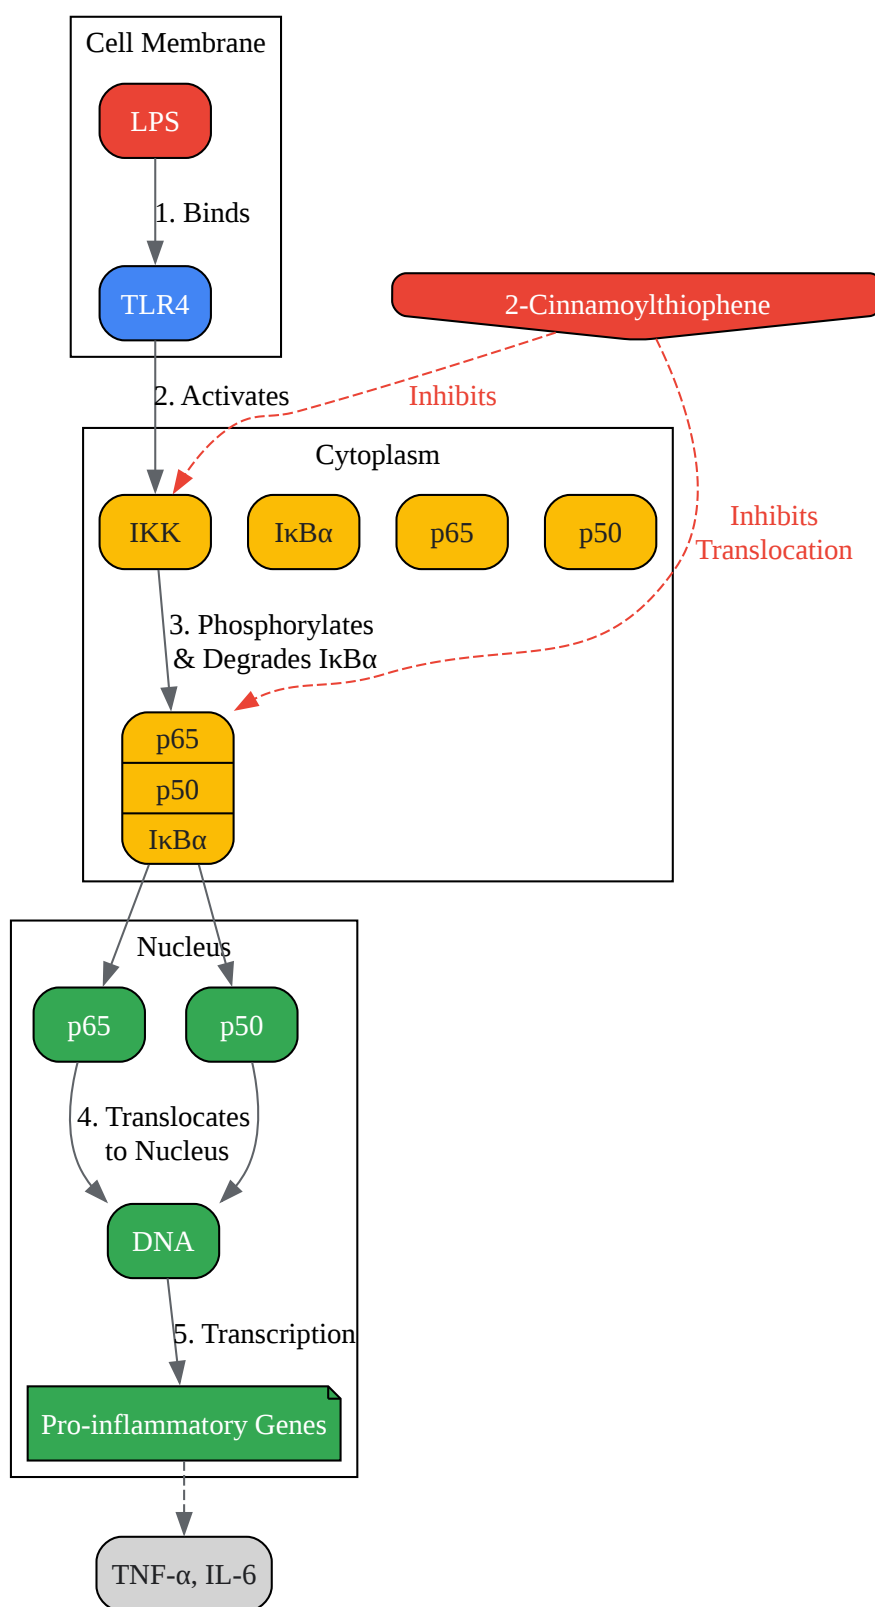 Cell Membrane
LPS
1. Binds
TLR4
2-Cinnamoylthiophene
2. Activates
Inhibits
Cytoplasm
IKK
IκBα
p65
p50
Inhibits
Translocation
3. Phosphorylates
& Degrades IκBα
p65
p50
IκBα
Nucleus
p65
p50
4. Translocates
to Nucleus
DNA
5. Transcription
Pro-inflammatory Genes
TNF-α, IL-6